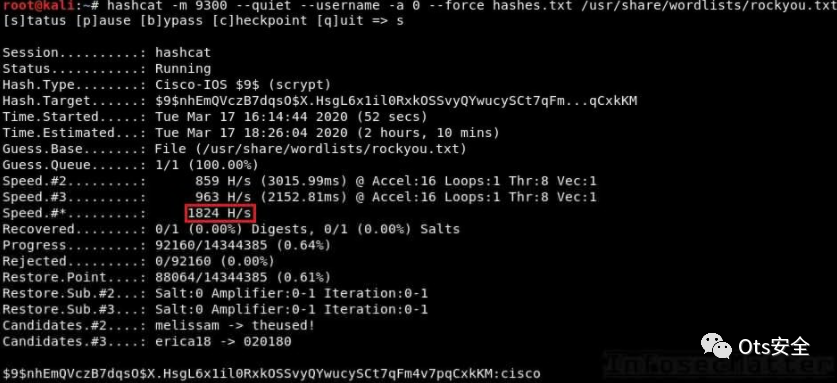 root@kali:~# hashcat -m 9300 --quiet --username -a 0 --force hashes.txt /usr/share/wordlists/rockyou.txt
[s]tatus [p]ause [b]ypass [c]heckpoint [q]uit => s
Session..........: hashcat
Status...........: Running
Hash.Type........: Cisco-IOS $9$ (scrypt)
Hash.Target......: $9$nhEmQVczB7dqsO$X.HsgL6x1il0RxkOSSvyQYwucySCt7qFm...qCxkKM
Time.Started.....: Tue Mar 17 16:14:44 2020 (52 secs)
Time.Estimated...: Tue Mar 17 18:26:04 2020 (2 hours, 10 mins)
Guess.Base.......: File (/usr/share/wordlists/rockyou.txt)
Guess.Queue......: 1/1 (100.00%)
Speed.#2.........:      859 H/s (3015.99ms) @ Accel:16 Loops:1 Thr:8 Vec:1
Speed.#3.........:      963 H/s (2152.81ms) @ Accel:16 Loops:1 Thr:8 Vec:1
Speed.#*.........:     1824 H/s
Recovered........: 0/1 (0.00%) Digests, 0/1 (0.00%) Salts
Progress.........: 92160/14344385 (0.64%)
Rejected.........: 0/92160 (0.00%)
Restore.Point....: 88064/14344385 (0.61%)
Restore.Sub.#2...: Salt:0 Amplifier:0-1 Iteration:0-1
Restore.Sub.#3...: Salt:0 Amplifier:0-1 Iteration:0-1
Candidates.#2....: melissam -> theused!
Candidates.#3....: erica18 -> 020180
Ots安全
InfosecMatter
$9$nhEmQVczB7dqsO$X.HsgL6x1il0RxkOSSvyQYwucySCt7qFm4v7pqCxkKM:cisco